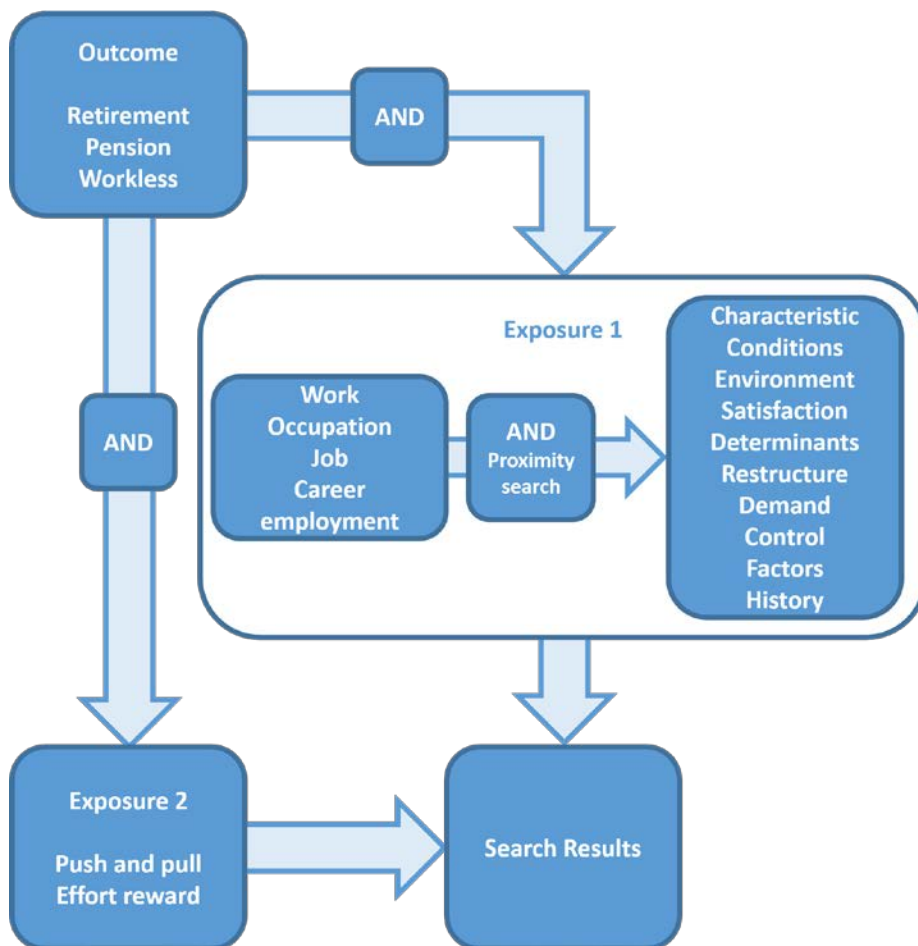 Outcome
Retirement
Pension
Workless
AND
Exposure 1
Work
Occupation
Job
Career
employment
AND
Proximity
search
Characteristic
Conditions
Environment
Satisfaction
Determinants
Restructure
Demand
Control
Factors
History
AND
Exposure 2
Push and pull
Effort reward
Search Results